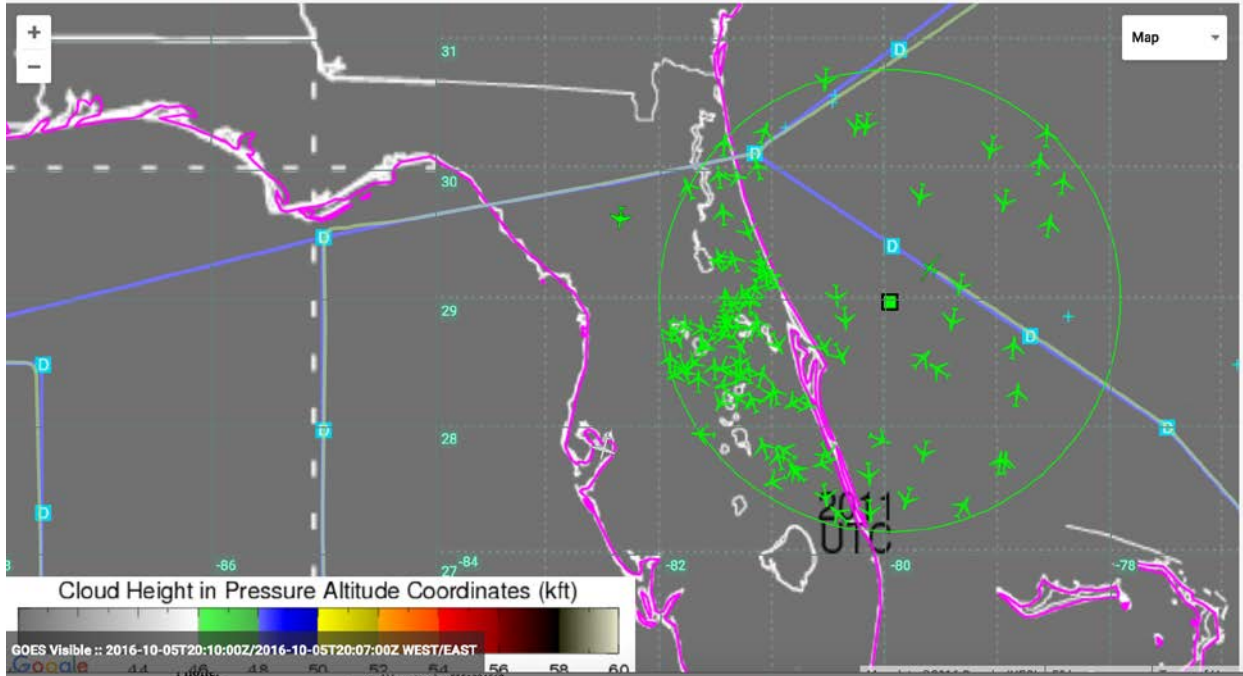 +
Map
−
31
D
D
30
D
D
D
29
D
D
D
D
28
D
2011
UTC
-86
-84
27
-82
-80
-78
Cloud Height in Pressure Altitude Coordinates (kft)
GOES Visible :: 2016-10-05T20:10:00Z/2016-10-05T20:07:00Z WEST/EAST
Google 44 46 48 50 52 54 56 58 60